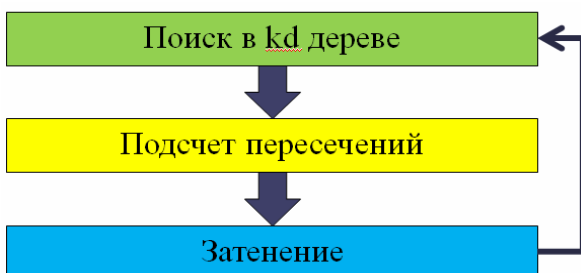 Поиск в kd дереве
Подсчет пересечений
Затенение